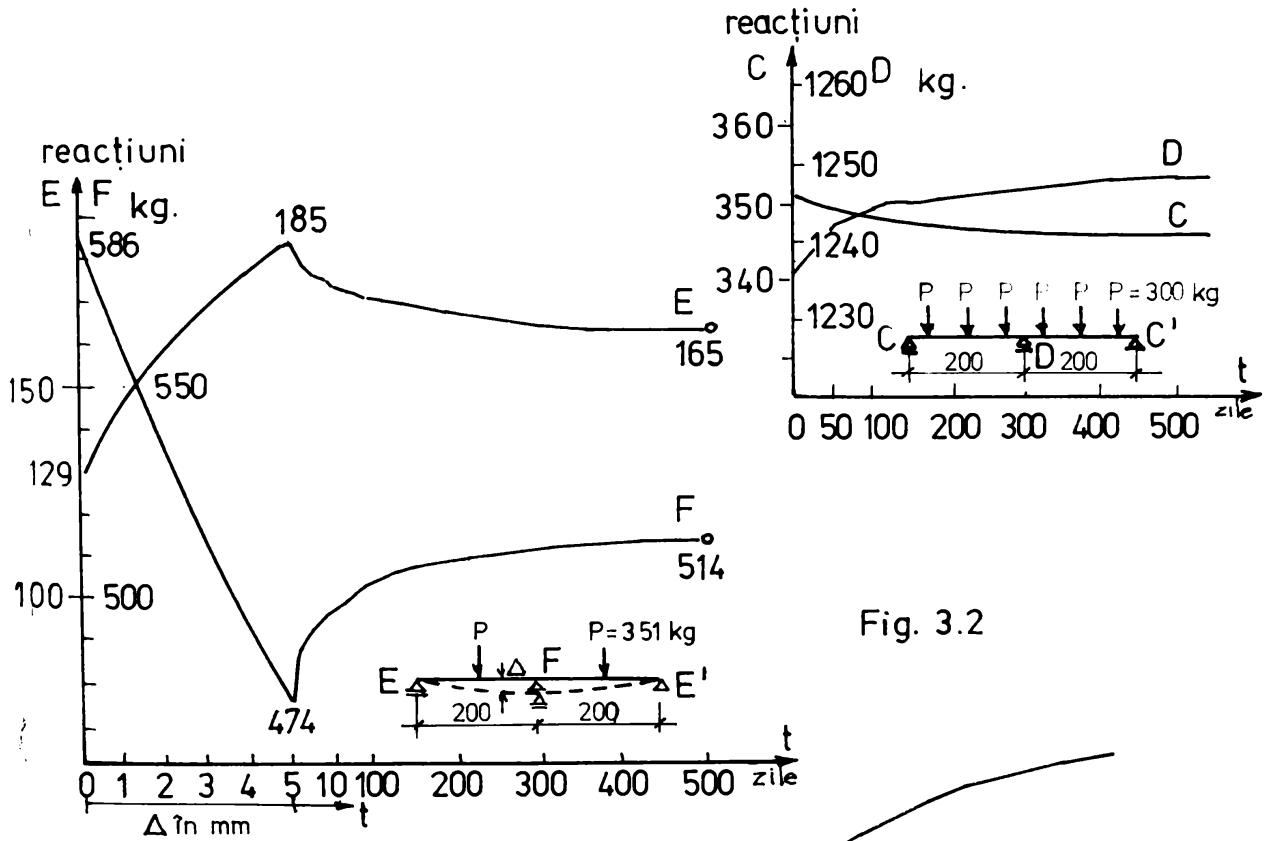 reacțiuni
E F kg.
586
185
E
165
150
550
129
F
514
100
500
474
P
P = 351 kg
Δ
F
E
E'
200
200
t
0 1 2 3 4 5 10 100 200 300 400 500 zile
t
Δ în mm
reacțiuni
C
1260 D kg.
360
1250
D
350
C
1240
340
1230
P P P P P P = 300 kg
C
C'
D
200
200
t
0 50 100 200 300 400 500 zile
Fig. 3.2